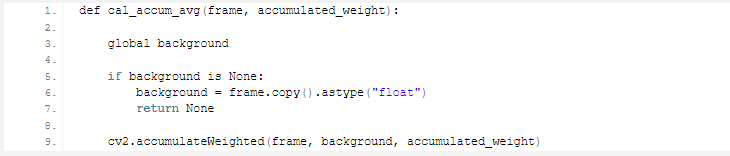 1. def cal_accum_avg(frame, accumulated_weight):
2.
3.     global background
4.
5.     if background is None:
6.         background = frame.copy().astype("float")
7.         return None
8.
9.     cv2.accumulateWeighted(frame, background, accumulated_weight)